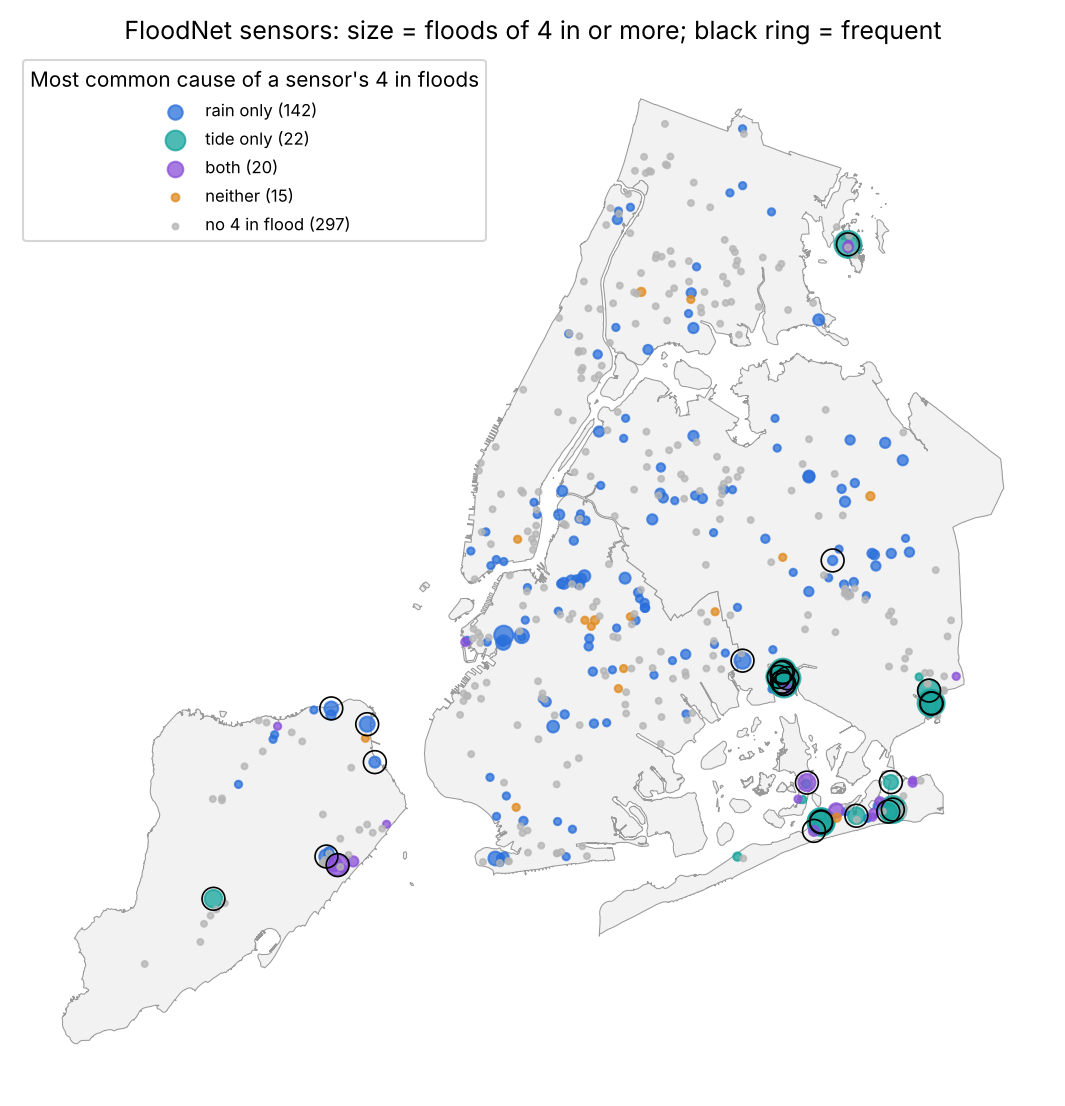 FloodNet sensors: size = floods of 4 in or more; black ring = frequent
Most common cause of a sensor's 4 in floods
rain only (142)
tide only (22)
both (20)
neither (15)
no 4 in flood (297)